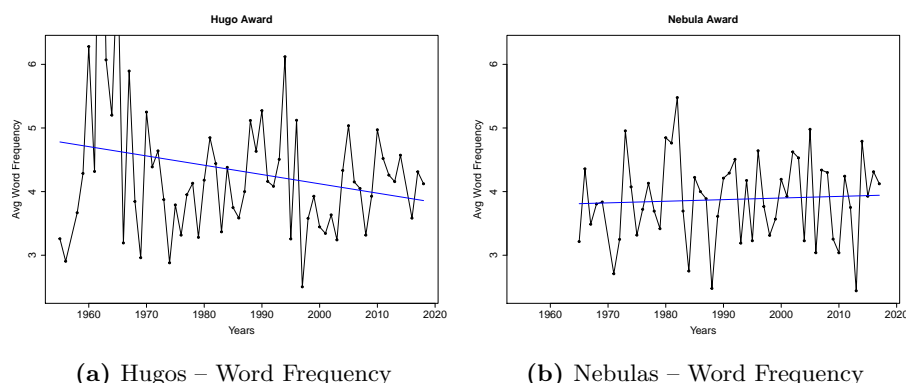 Hugo Award
Avg Word Frequency
6
5
4
3
1960 1970 1980 1990 2000 2010 2020
Years
(a) Hugos – Word Frequency
Nebula Award
Avg Word Frequency
6
5
4
3
1960 1970 1980 1990 2000 2010 2020
Years
(b) Nebulas – Word Frequency